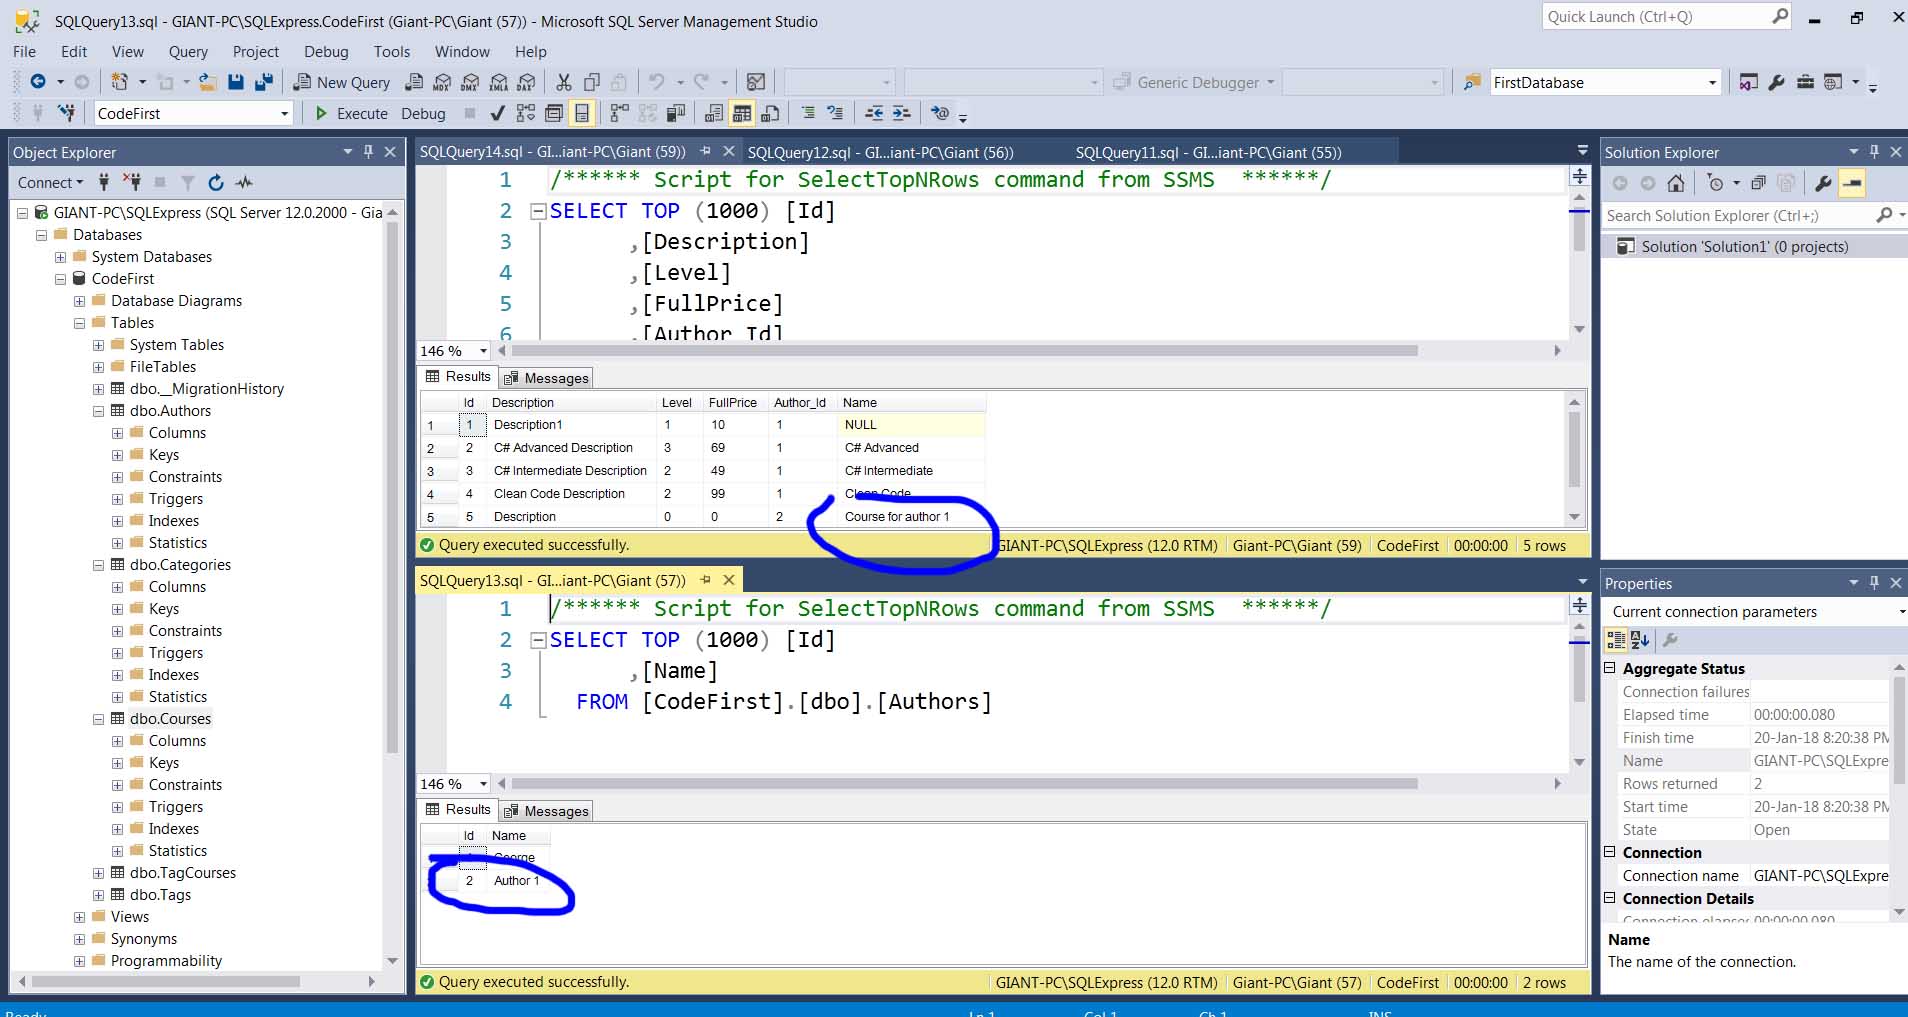 SQLQuery13.sql - GIANT-PC\SQLExpress.CodeFirst (Giant-PC\Giant (57)) - Microsoft SQL Server Management Studio
Quick Launch (Ctrl+Q)
File Edit View Query Project Debug Tools Window Help
New Query
MDX DMX XMLA DAX
Generic Debugger
FirstDatabase
CodeFirst
Execute Debug
Object Explorer
Connect
GIANT-PC\SQLExpress (SQL Server 12.0.2000 - Gia
Databases
System Databases
CodeFirst
Database Diagrams
Tables
System Tables
FileTables
dbo.__MigrationHistory
dbo.Authors
Columns
Keys
Constraints
Triggers
Indexes
Statistics
dbo.Categories
Columns
Keys
Constraints
Triggers
Indexes
Statistics
dbo.Courses
Columns
Keys
Constraints
Triggers
Indexes
Statistics
dbo.TagCourses
dbo.Tags
Views
Synonyms
Programmability
SQLQuery14.sql - GI...iant-PC\Giant (59)) SQLQuery12.sql - GI...iant-PC\Giant (56)) SQLQuery11.sql - GI...iant-PC\Giant (55))
1 /****** Script for SelectTopNRows command from SSMS ******/
2 SELECT TOP (1000) [Id]
3 ,[Description]
4 ,[Level]
5 ,[FullPrice]
6 ,[Author_Id]
146 %
Results Messages
Id Description Level FullPrice Author_Id Name
1 1 Description1 1 10 1 NULL
2 2 C# Advanced Description 3 69 1 C# Advanced
3 3 C# Intermediate Description 2 49 1 C# Intermediate
4 4 Clean Code Description 2 99 1 Clean Code
5 5 Description 0 0 2 Course for author 1
Query executed successfully. GIANT-PC\SQLExpress (12.0 RTM) Giant-PC\Giant (59) CodeFirst 00:00:00 5 rows
SQLQuery13.sql - GI...iant-PC\Giant (57))
1 /****** Script for SelectTopNRows command from SSMS ******/
2 SELECT TOP (1000) [Id]
3 ,[Name]
4 FROM [CodeFirst].[dbo].[Authors]
146 %
Results Messages
Id Name
George
2 Author 1
Query executed successfully. GIANT-PC\SQLExpress (12.0 RTM) Giant-PC\Giant (57) CodeFirst 00:00:00 2 rows
Solution Explorer
Search Solution Explorer (Ctrl+;)
Solution 'Solution1' (0 projects)
Properties
Current connection parameters
Aggregate Status
Connection failures
Elapsed time 00:00:00.080
Finish time 20-Jan-18 8:20:38 PM
Name GIANT-PC\SQLExpre
Rows returned 2
Start time 20-Jan-18 8:20:38 PM
State Open
Connection
Connection name GIANT-PC\SQLExpre
Connection Details
Connection elapse 00:00:00.080
Name
The name of the connection.
Ready Ln 1 Col 1 Ch 1 INS